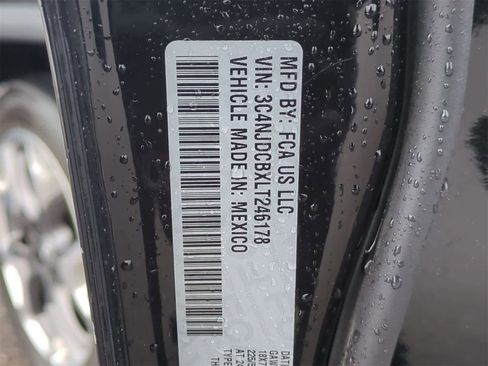 MFD BY: FCA US LLC
VIN: 3C4NJDCBXLT246178
VEHICLE MADE IN: MEXICO